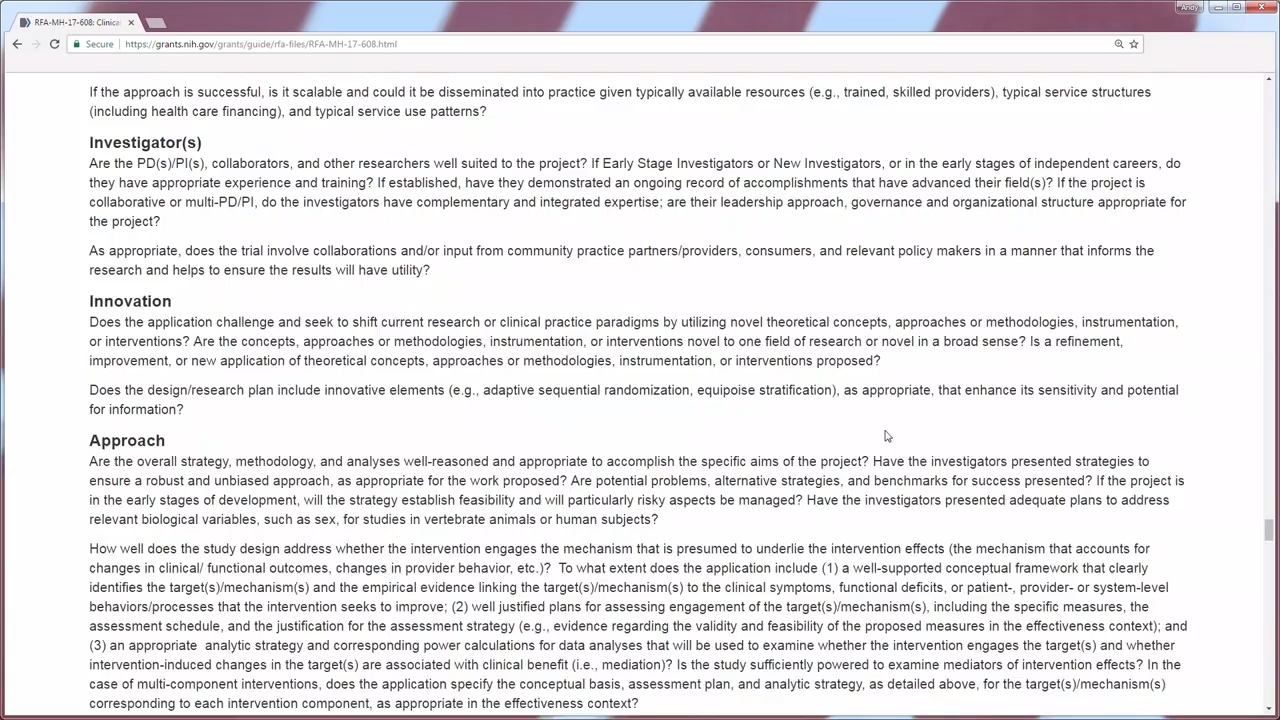 Andy
RFA-MH-17-608: Clinica
Secure https://grants.nih.gov/grants/guide/rfa-files/RFA-MH-17-608.html
If the approach is successful, is it scalable and could it be disseminated into practice given typically available resources (e.g., trained, skilled providers), typical service structures
(including health care financing), and typical service use patterns?
Investigator(s)
Are the PD(s)/PI(s), collaborators, and other researchers well suited to the project? If Early Stage Investigators or New Investigators, or in the early stages of independent careers, do
they have appropriate experience and training? If established, have they demonstrated an ongoing record of accomplishments that have advanced their field(s)? If the project is
collaborative or multi-PD/PI, do the investigators have complementary and integrated expertise; are their leadership approach, governance and organizational structure appropriate for
the project?
As appropriate, does the trial involve collaborations and/or input from community practice partners/providers, consumers, and relevant policy makers in a manner that informs the
research and helps to ensure the results will have utility?
Innovation
Does the application challenge and seek to shift current research or clinical practice paradigms by utilizing novel theoretical concepts, approaches or methodologies, instrumentation,
or interventions? Are the concepts, approaches or methodologies, instrumentation, or interventions novel to one field of research or novel in a broad sense? Is a refinement,
improvement, or new application of theoretical concepts, approaches or methodologies, instrumentation, or interventions proposed?
Does the design/research plan include innovative elements (e.g., adaptive sequential randomization, equipoise stratification), as appropriate, that enhance its sensitivity and potential
for information?
Approach
Are the overall strategy, methodology, and analyses well-reasoned and appropriate to accomplish the specific aims of the project? Have the investigators presented strategies to
ensure a robust and unbiased approach, as appropriate for the work proposed? Are potential problems, alternative strategies, and benchmarks for success presented? If the project is
in the early stages of development, will the strategy establish feasibility and will particularly risky aspects be managed? Have the investigators presented adequate plans to address
relevant biological variables, such as sex, for studies in vertebrate animals or human subjects?
How well does the study design address whether the intervention engages the mechanism that is presumed to underlie the intervention effects (the mechanism that accounts for
changes in clinical/ functional outcomes, changes in provider behavior, etc.)? To what extent does the application include (1) a well-supported conceptual framework that clearly
identifies the target(s)/mechanism(s) and the empirical evidence linking the target(s)/mechanism(s) to the clinical symptoms, functional deficits, or patient-, provider- or system-level
behaviors/processes that the intervention seeks to improve; (2) well justified plans for assessing engagement of the target(s)/mechanism(s), including the specific measures, the
assessment schedule, and the justification for the assessment strategy (e.g., evidence regarding the validity and feasibility of the proposed measures in the effectiveness context); and
(3) an appropriate analytic strategy and corresponding power calculations for data analyses that will be used to examine whether the intervention engages the target(s) and whether
intervention-induced changes in the target(s) are associated with clinical benefit (i.e., mediation)? Is the study sufficiently powered to examine mediators of intervention effects? In the
case of multi-component interventions, does the application specify the conceptual basis, assessment plan, and analytic strategy, as detailed above, for the target(s)/mechanism(s)
corresponding to each intervention component, as appropriate in the effectiveness context?